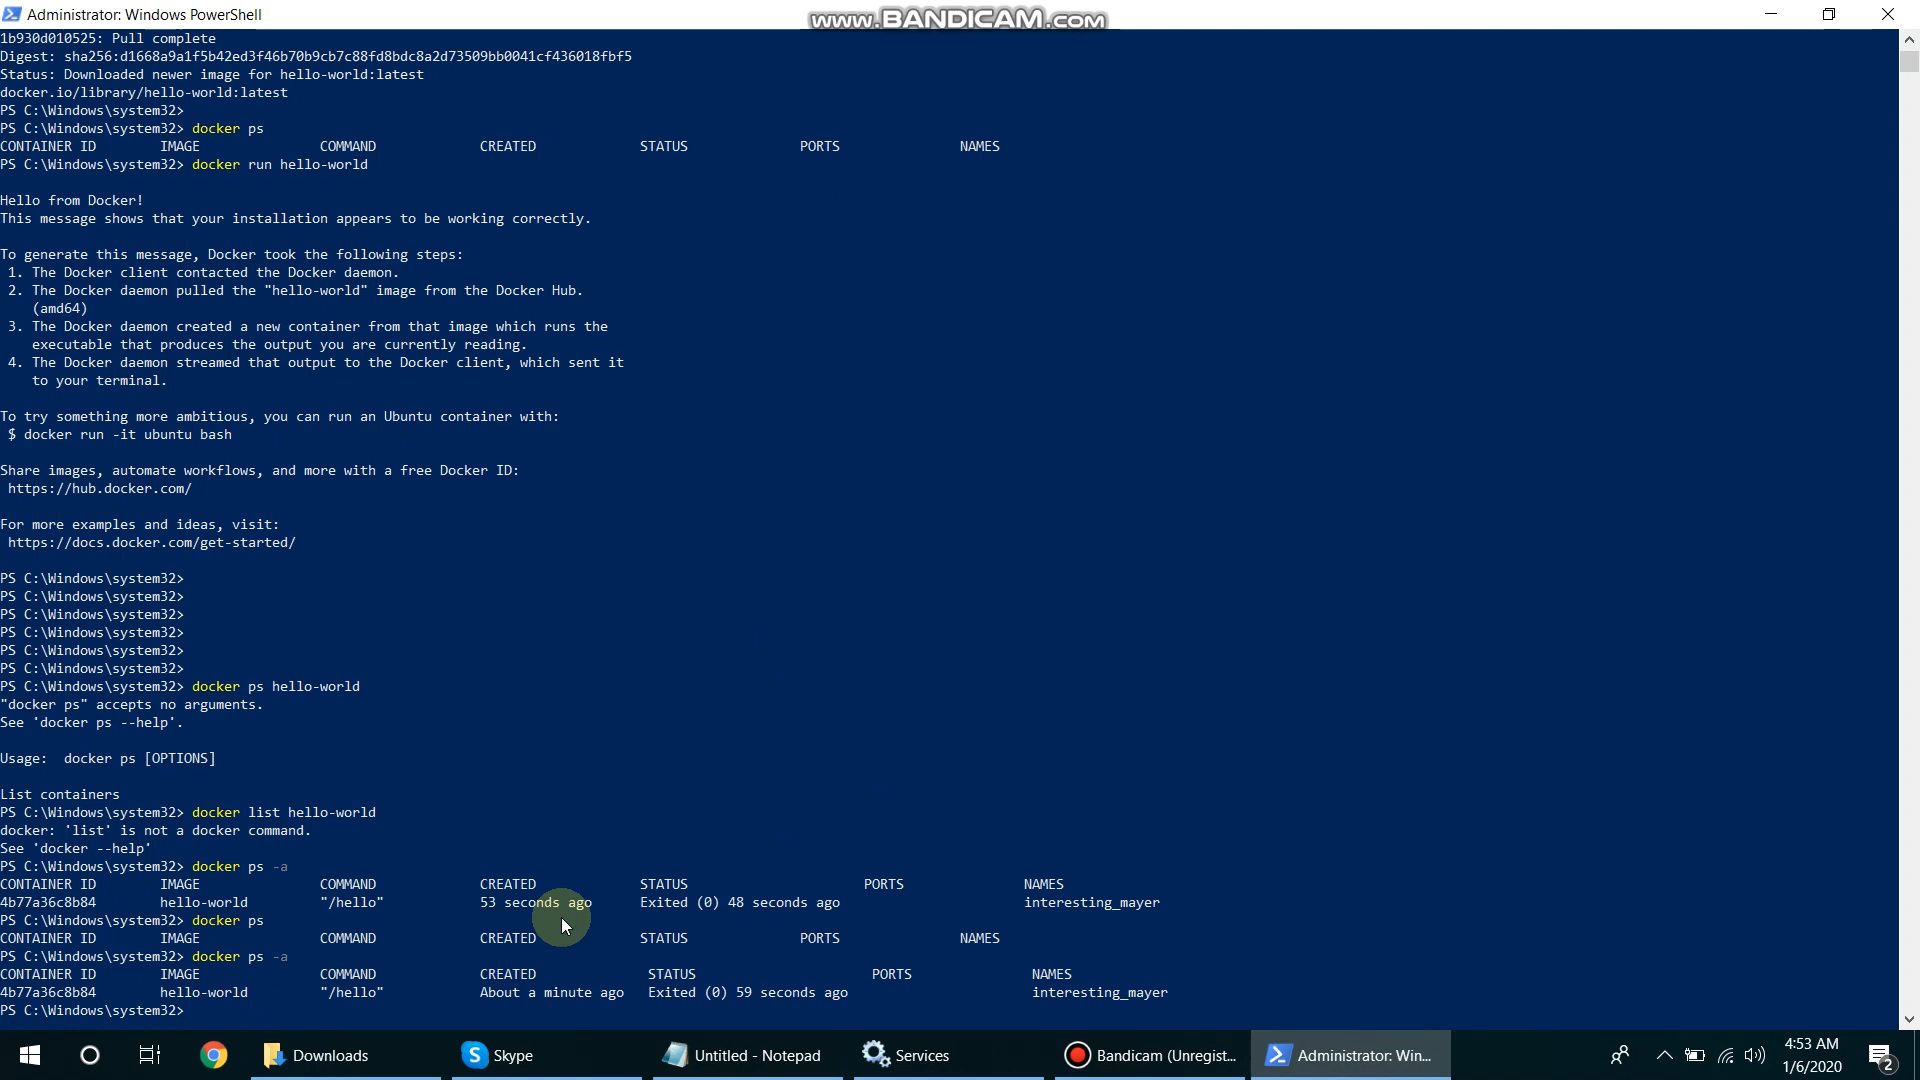 Administrator: Windows PowerShell
www.BANDICAM.com
1b930d010525: Pull complete
Digest: sha256:d1668a9a1f5b42ed3f46b70b9cb7c88fd8bdc8a2d73509bb0041cf436018fbf5
Status: Downloaded newer image for hello-world:latest
docker.io/library/hello-world:latest
PS C:\Windows\system32>
PS C:\Windows\system32> docker ps
CONTAINER ID IMAGE COMMAND CREATED STATUS PORTS NAMES
PS C:\Windows\system32> docker run hello-world
Hello from Docker!
This message shows that your installation appears to be working correctly.
To generate this message, Docker took the following steps:
1. The Docker client contacted the Docker daemon.
2. The Docker daemon pulled the "hello-world" image from the Docker Hub.
(amd64)
3. The Docker daemon created a new container from that image which runs the
executable that produces the output you are currently reading.
4. The Docker daemon streamed that output to the Docker client, which sent it
to your terminal.
To try something more ambitious, you can run an Ubuntu container with:
$ docker run -it ubuntu bash
Share images, automate workflows, and more with a free Docker ID:
https://hub.docker.com/
For more examples and ideas, visit:
https://docs.docker.com/get-started/
PS C:\Windows\system32>
PS C:\Windows\system32>
PS C:\Windows\system32>
PS C:\Windows\system32>
PS C:\Windows\system32>
PS C:\Windows\system32>
PS C:\Windows\system32> docker ps hello-world
"docker ps" accepts no arguments.
See 'docker ps --help'.
Usage: docker ps [OPTIONS]
List containers
PS C:\Windows\system32> docker list hello-world
docker: 'list' is not a docker command.
See 'docker --help'
PS C:\Windows\system32> docker ps -a
CONTAINER ID IMAGE COMMAND CREATED STATUS PORTS NAMES
4b77a36c8b84 hello-world "/hello" 53 seconds ago Exited (0) 48 seconds ago interesting_mayer
PS C:\Windows\system32> docker ps
CONTAINER ID IMAGE COMMAND CREATED STATUS PORTS NAMES
PS C:\Windows\system32> docker ps -a
CONTAINER ID IMAGE COMMAND CREATED STATUS PORTS NAMES
4b77a36c8b84 hello-world "/hello" About a minute ago Exited (0) 59 seconds ago interesting_mayer
PS C:\Windows\system32>
Downloads
Skype
Untitled - Notepad
Services
Bandicam (Unregist...
Administrator: Win...
4:53 AM
1/6/2020
2